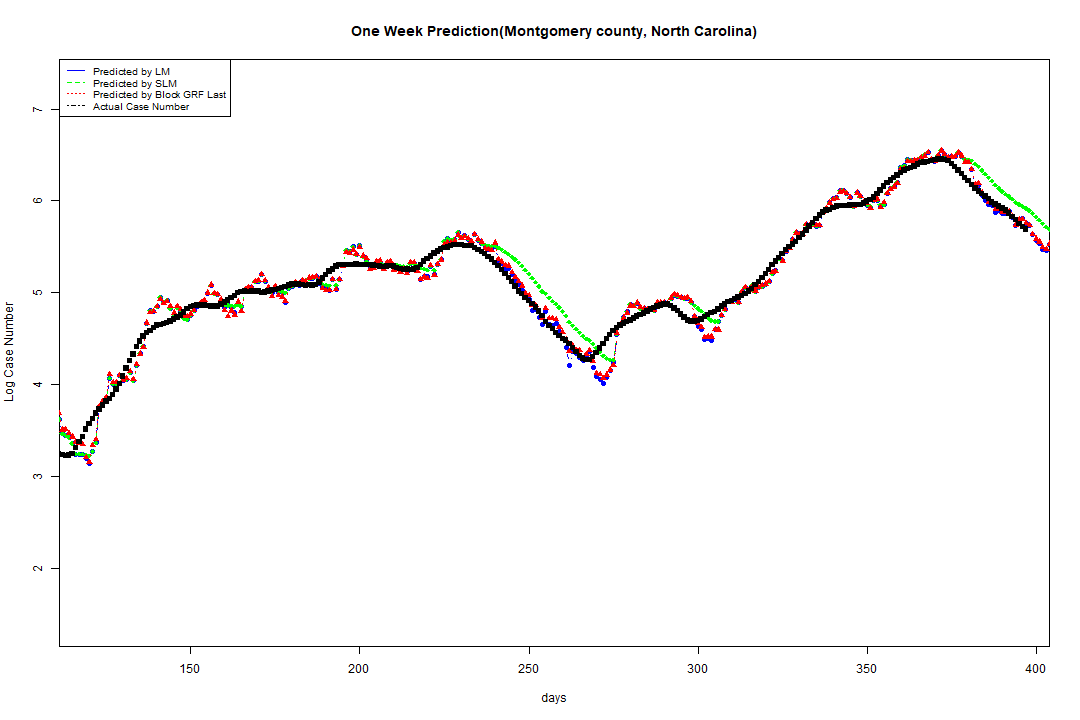 One Week Prediction(Montgomery county, North Carolina)
Predicted by LM
Predicted by SLM
Predicted by Block GRF Last
Actual Case Number
7
6
5
4
3
2
Log Case Number
150 200 250 300 350 400
days